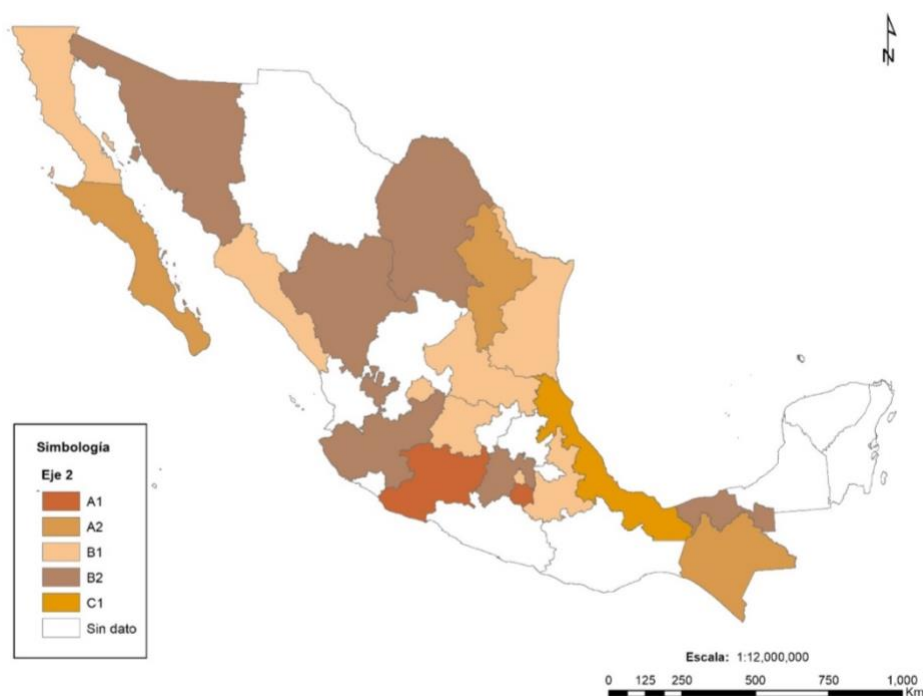 N
Simbología
Eje 2
A1
A2
B1
B2
C1
Sin dato
Escala: 1:12,000,000
0 125 250 500 750 1,000
Km